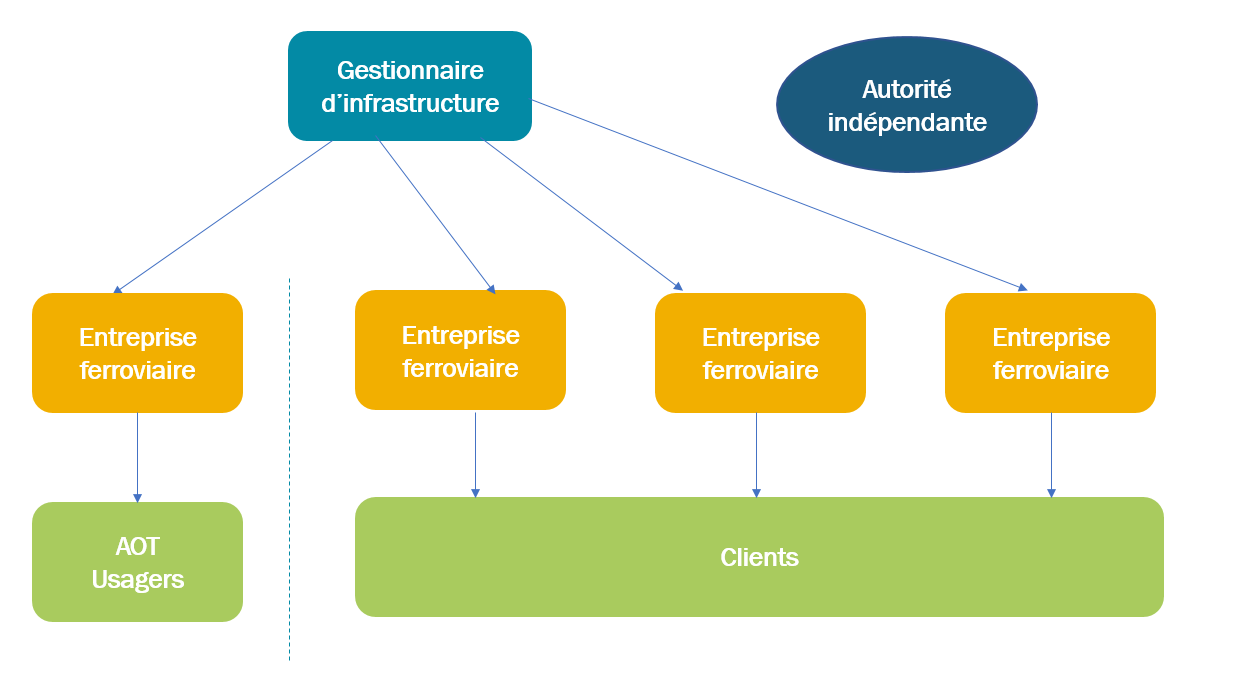 Gestionnaire
d’infrastructure
Autorité
indépendante
Entreprise
ferroviaire
Entreprise
ferroviaire
Entreprise
ferroviaire
Entreprise
ferroviaire
AOT
Usagers
Clients